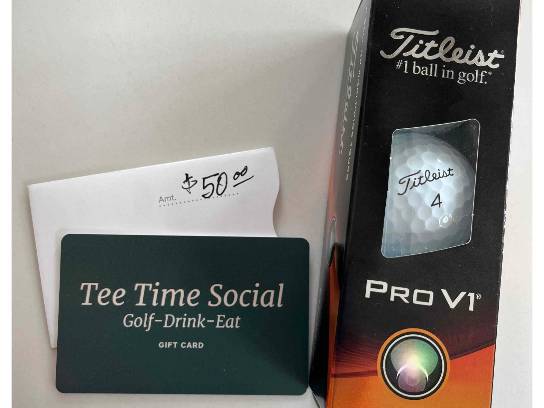 Amt. $50.00
Tee Time Social
Golf-Drink-Eat
GIFT CARD
Titleist
#1 ball in golf.™
Titleist
4
PRO V1®